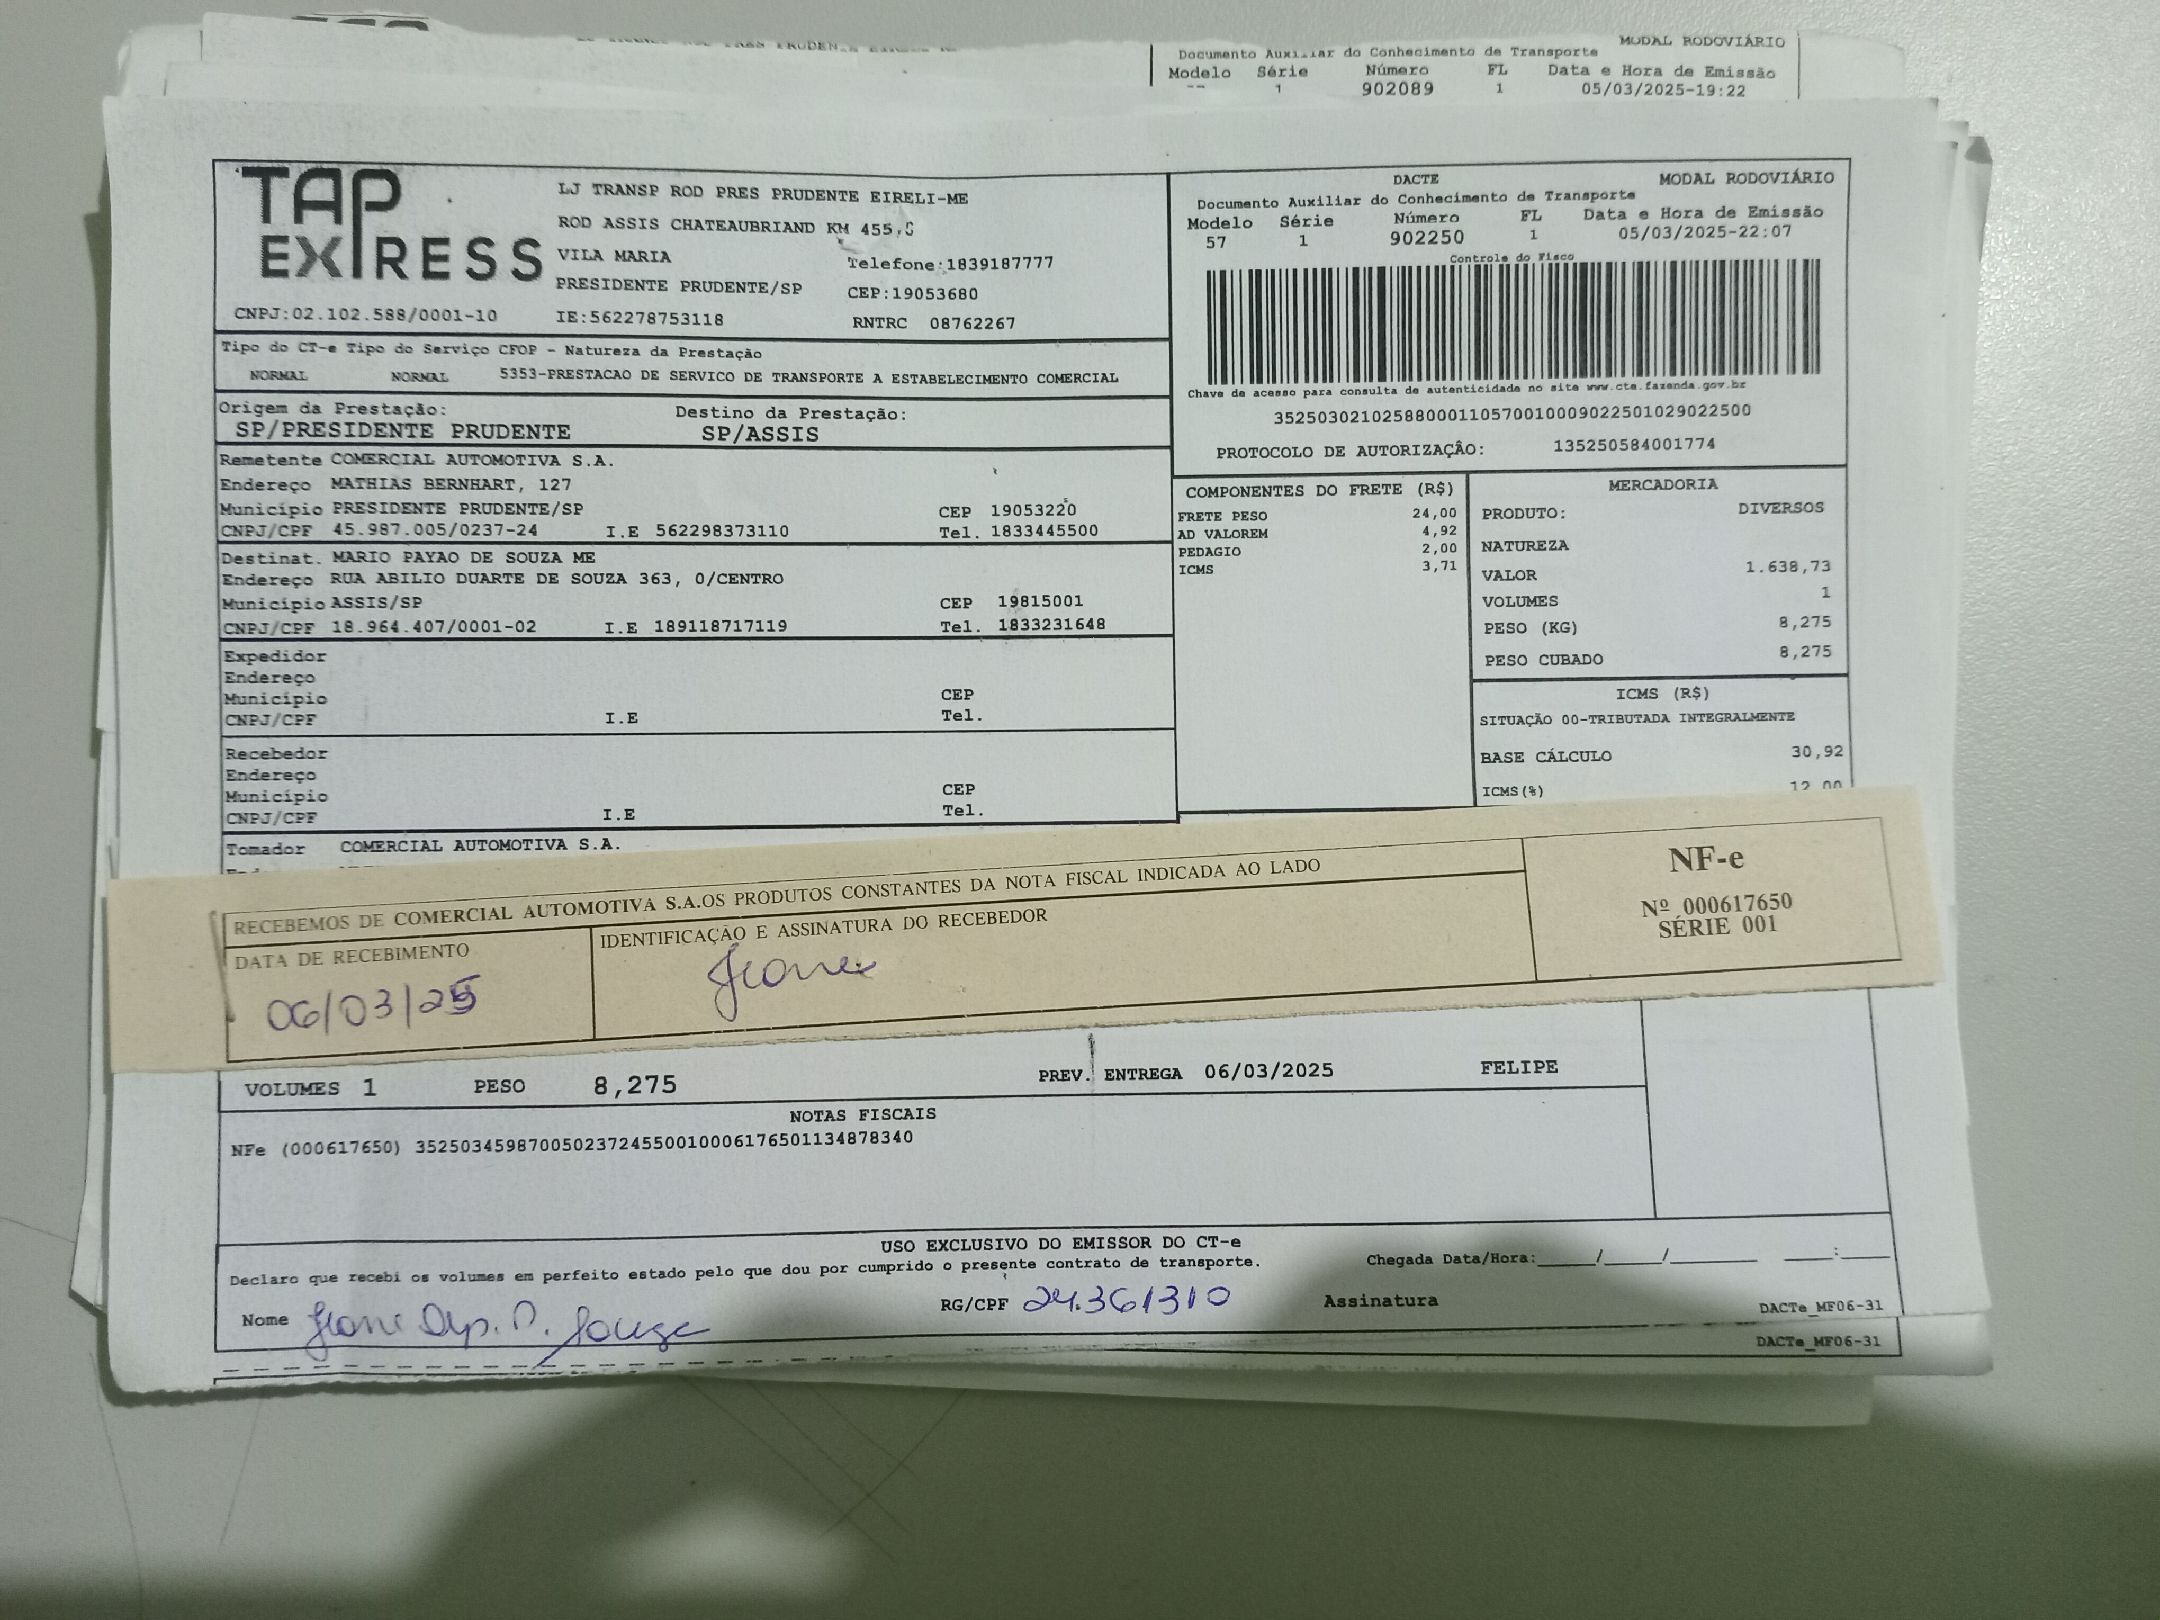 Documento Auxiliar do Conhecimento de Transporte
MODAL RODOVIÁRIO
Modelo Série Número FL Data e Hora de Emissão
1 902089 1 05/03/2025-19:22
TAP EXPRESS
LJ TRANSP ROD PRES PRUDENTE EIRELI-ME
ROD ASSIS CHATEAUBRIAND KM
VILA MARIA
Telefone:1839187777
PRESIDENTE PRUDENTE/SP CEP:19053680
CNPJ:02.102.588/0001-10 IE:562278753118 RNTRC 08762267
DACTE MODAL RODOVIÁRIO
Documento Auxiliar do Conhecimento de Transporte
Modelo Série Número FL Data e Hora de Emissão
57 1 902250 1 05/03/2025-22:07
Controle do Fisco
Chave de acesso para consulta de autenticidade no site www.cte.fazenda.gov.br
35250302102588000110570010009022501029022500
PROTOCOLO DE AUTORIZAÇÂO: 135250584001774
Tipo do CT-e Tipo do Serviço CFOP - Natureza da Prestação
NORMAL NORMAL 5353-PRESTACAO DE SERVICO DE TRANSPORTE A ESTABELECIMENTO COMERCIAL
Origem da Prestação: Destino da Prestação:
SP/PRESIDENTE PRUDENTE SP/ASSIS
Remetente COMERCIAL AUTOMOTIVA S.A.
Endereço MATHIAS BERNHART, 127
Município PRESIDENTE PRUDENTE/SP CEP 19053220
CNPJ/CPF 45.987.005/0237-24 I.E 562298373110 Tel. 1833445500
Destinat. MARIO PAYAO DE SOUZA ME
Endereço RUA ABILIO DUARTE DE SOUZA 363, 0/CENTRO
Município ASSIS/SP CEP 19815001
CNPJ/CPF 18.964.407/0001-02 I.E 189118717119 Tel. 1833231648
Expedidor
Endereço
Município CEP
CNPJ/CPF I.E Tel.
Recebedor
Endereço
Município CEP
CNPJ/CPF I.E Tel.
Tomador COMERCIAL AUTOMOTIVA S.A.
COMPONENTES DO FRETE (R$)
FRETE PESO 24,00
AD VALOREM 4,92
PEDAGIO 2,00
ICMS 3,71
MERCADORIA
PRODUTO: DIVERSOS
NATUREZA
VALOR 1.638,73
VOLUMES 1
PESO (KG) 8,275
PESO CUBADO 8,275
ICMS (R$)
SITUAÇÃO 00-TRIBUTADA INTEGRALMENTE
BASE CÁLCULO 30,92
ICMS(%) 12,00
RECEBEMOS DE COMERCIAL AUTOMOTIVA S.A.OS PRODUTOS CONSTANTES DA NOTA FISCAL INDICADA AO LADO
DATA DE RECEBIMENTO IDENTIFICAÇÃO E ASSINATURA DO RECEBEDOR
06/03/25
NF-e
Nº 000617650
SÉRIE 001
VOLUMES 1 PESO 8,275 PREV. ENTREGA 06/03/2025 FELIPE
NOTAS FISCAIS
NFe (000617650) 35250345987005023724550010006176501134878340
USO EXCLUSIVO DO EMISSOR DO CT-e
Declaro que recebi os volumes em perfeito estado pelo que dou por cumprido o presente contrato de transporte. Chegada Data/Hora:_____/_____/_______ ____:____
Nome RG/CPF 24.361310 Assinatura
DACTe_MF06-31
DACTe_MF06-31